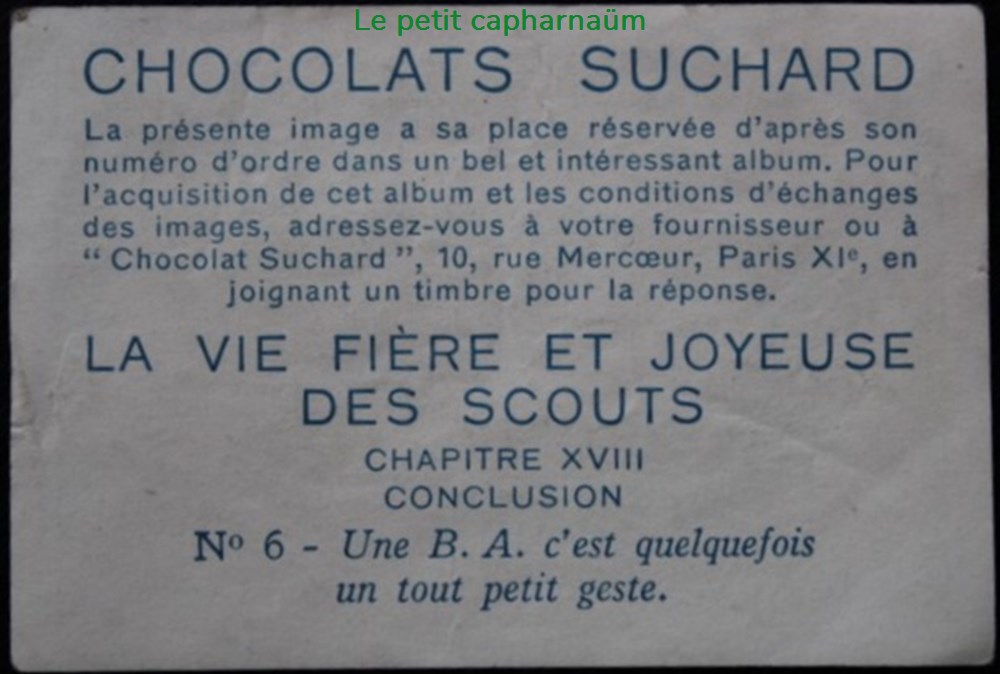 Le petit capharnaüm
CHOCOLATS SUCHARD
La présente image a sa place réservée d'après son
numéro d'ordre dans un bel et intéressant album. Pour
l'acquisition de cet album et les conditions d'échanges
des images, adressez-vous à votre fournisseur ou à
“ Chocolat Suchard ”, 10, rue Mercœur, Paris XIe, en
joignant un timbre pour la réponse.
LA VIE FIÈRE ET JOYEUSE
DES SCOUTS
CHAPITRE XVIII
CONCLUSION
No 6 - Une B. A. c'est quelquefois
un tout petit geste.